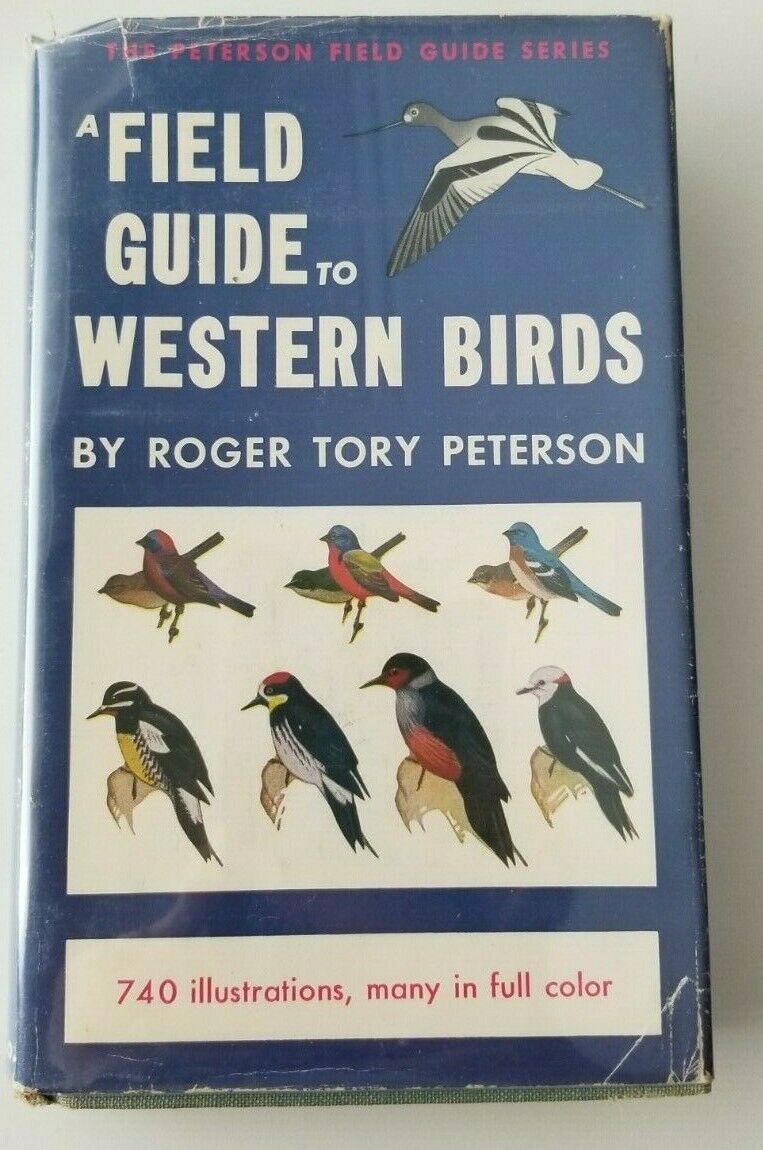 THE PETERSON FIELD GUIDE SERIES
A FIELD
GUIDE TO
WESTERN BIRDS
BY ROGER TORY PETERSON
740 illustrations, many in full color